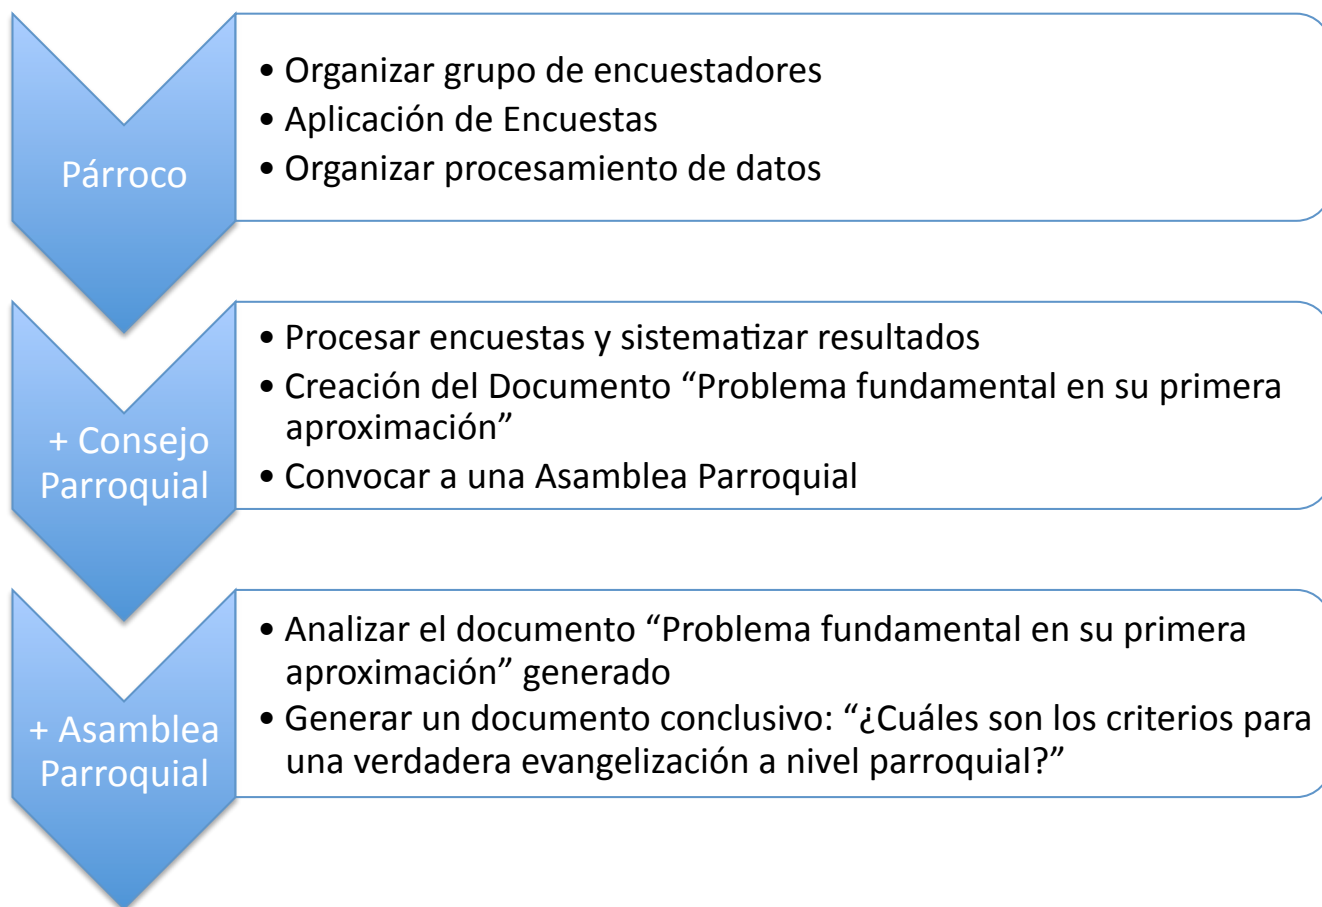 Párroco
• Organizar grupo de encuestadores
• Aplicación de Encuestas
• Organizar procesamiento de datos
+ Consejo
Parroquial
• Procesar encuestas y sistematizar resultados
• Creación del Documento “Problema fundamental en su primera
aproximación”
• Convocar a una Asamblea Parroquial
+ Asamblea
Parroquial
• Analizar el documento “Problema fundamental en su primera
aproximación” generado
• Generar un documento conclusivo: “¿Cuáles son los criterios para
una verdadera evangelización a nivel parroquial?”